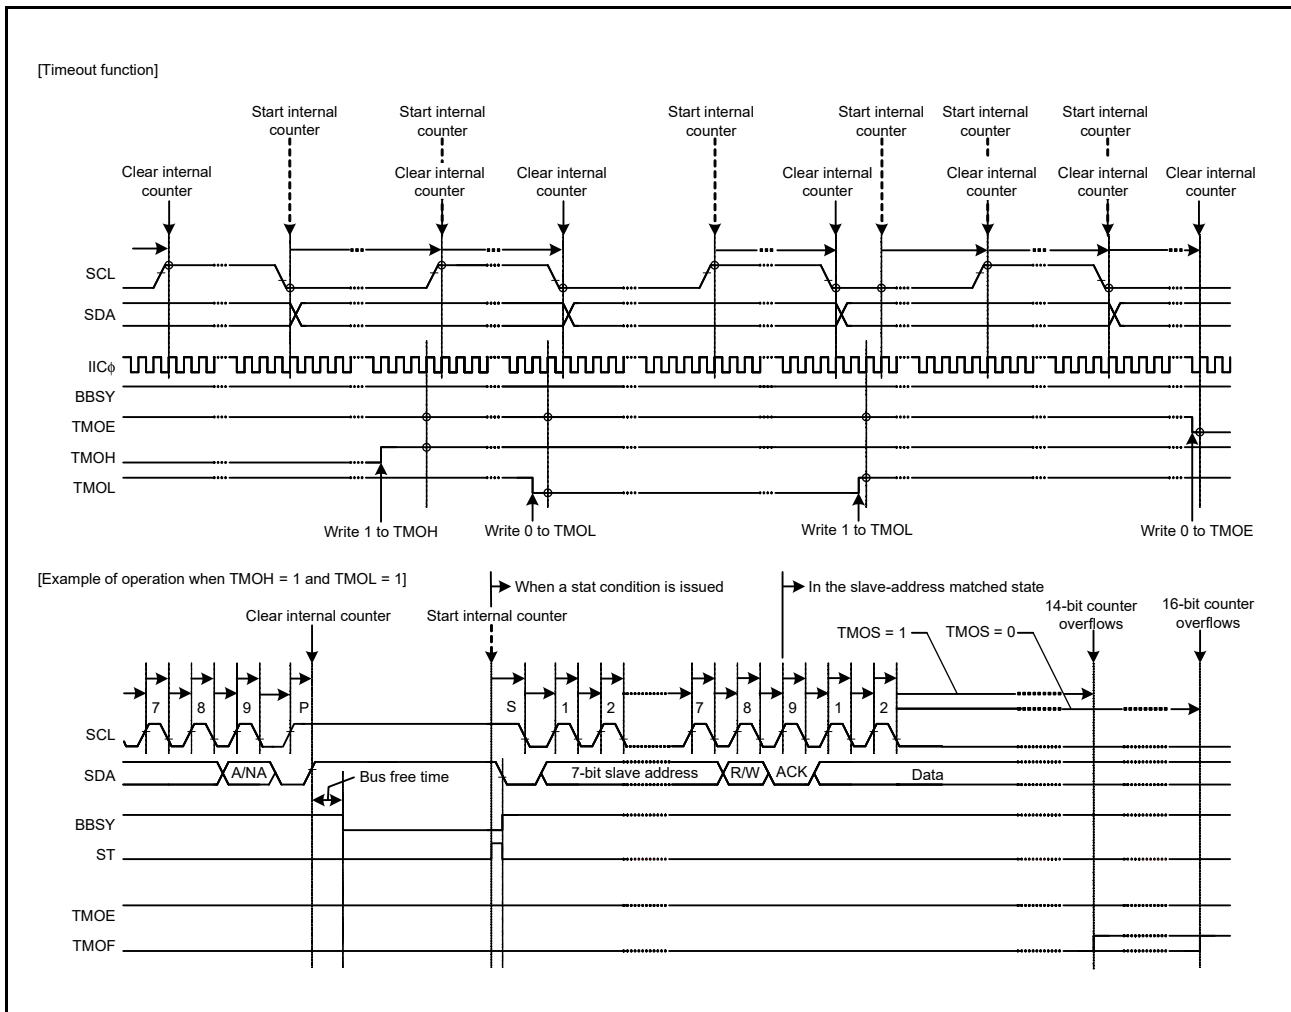 [Timeout function]
Start internal
counter
Start internal
counter
Start internal
counter
Start internal
counter
Start internal
counter
Start internal
counter
Clear internal
counter
Clear internal
counter
Clear internal
counter
Clear internal
counter
Clear internal
counter
Clear internal
counter
Clear internal
counter
SCL
SDA
IICϕ
BBSY
TMOE
TMOH
TMOL
Write 1 to TMOH
Write 0 to TMOL
Write 1 to TMOL
Write 0 to TMOE
[Example of operation when TMOH = 1 and TMOL = 1]
When a stat condition is issued
In the slave-address matched state
Clear internal counter
Start internal counter
TMOS = 1
TMOS = 0
14-bit counter
overflows
16-bit counter
overflows
7 8 9 P S 1 2 7 8 9 1 2
SCL
SDA
A/NA
Bus free time
7-bit slave address
R/W
ACK
Data
BBSY
ST
TMOE
TMOF